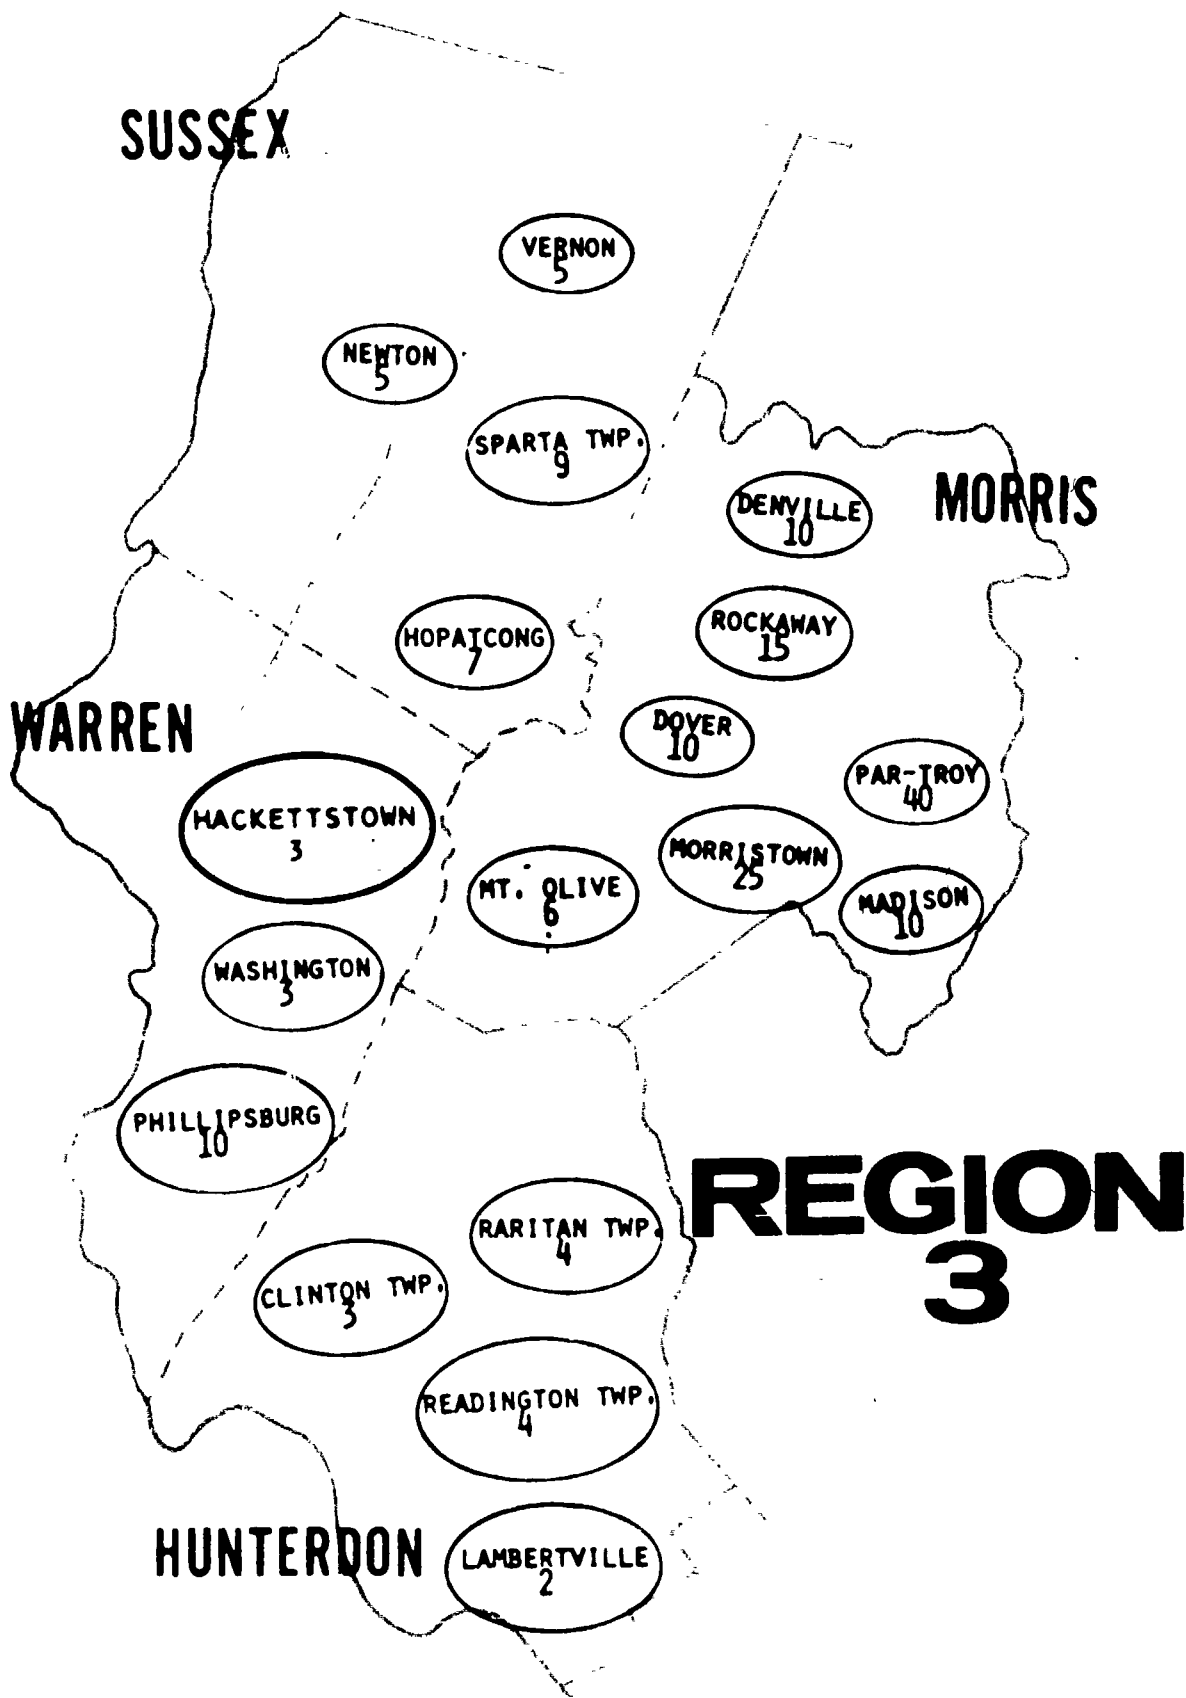 SUSSEX
VERNON
5
NEWTON
5
SPARTA TWP.
9
DENVILLE
10
MORRIS
HOPATCONG
7
ROCKAWAY
15
WARREN
DOVER
10
PAR-TROY
40
HACKETTSTOWN
3
MORRISTOWN
25
MT. OLIVE
6
MADISON
10
WASHINGTON
3
PHILLIPSBURG
10
REGION
3
RARITAN TWP.
4
CLINTON TWP.
3
READINGTON TWP.
4
HUNTERDON
LAMBERTVILLE
2